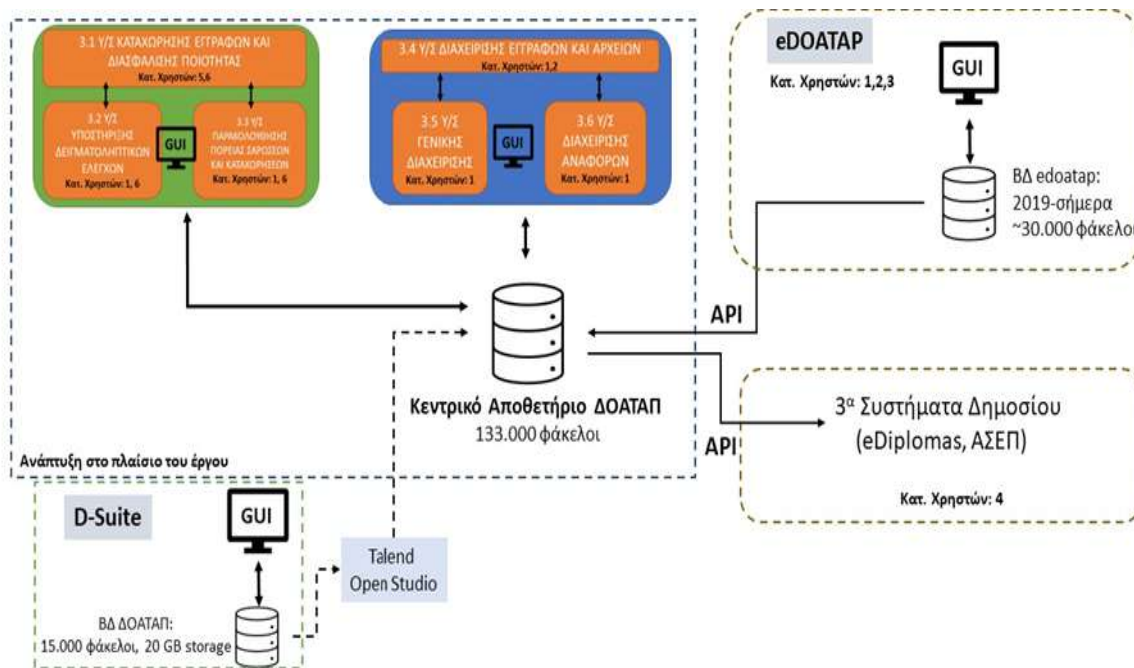 3.1 Υ/Σ ΚΑΤΑΧΩΡΗΣΗΣ ΕΓΓΡΑΦΩΝ ΚΑΙ
ΔΙΑΣΦΑΛΙΣΗΣ ΠΟΙΟΤΗΤΑΣ
Κατ. Χρηστών: 5,6
3.2 Υ/Σ
ΥΠΟΣΤΗΡΙΞΗΣ
ΔΕΙΓΜΑΤΟΛΗΠΤΙΚΩΝ
ΕΛΕΓΧΩΝ
Κατ. Χρηστών: 1, 6
GUI
3.3 Υ/Σ
ΠΑΡΑΚΟΛΟΥΘΗΣΗΣ
ΠΟΡΕΙΑΣ ΣΑΡΩΣΕΩΝ
ΚΑΙ ΚΑΤΑΧΩΡΗΣΕΩΝ
Κατ. Χρηστών: 1, 6
3.4 Υ/Σ ΔΙΑΧΕΙΡΙΣΗΣ ΕΓΓΡΑΦΩΝ ΚΑΙ ΑΡΧΕΙΩΝ
Κατ. Χρηστών: 1,2
3.5 Υ/Σ
ΓΕΝΙΚΗΣ
ΔΙΑΧΕΙΡΙΣΗΣ
Κατ. Χρηστών: 1
GUI
3.6 Υ/Σ
ΔΙΑΧΕΙΡΙΣΗΣ
ΑΝΑΦΟΡΩΝ
Κατ. Χρηστών: 1
eDOATAP
Κατ. Χρηστών: 1,2,3
GUI
ΒΔ edoatap:
2019-σήμερα
~30.000 φάκελοι
API
Κεντρικό Αποθετήριο ΔΟΑΤΑΠ
133.000 φάκελοι
Ανάπτυξη στο πλαίσιο του έργου
API
3α Συστήματα Δημοσίου
(eDiplomas, ΑΣΕΠ)
Κατ. Χρηστών: 4
D-Suite
GUI
ΒΔ ΔΟΑΤΑΠ:
15.000 φάκελοι, 20 GB storage
Talend
Open Studio